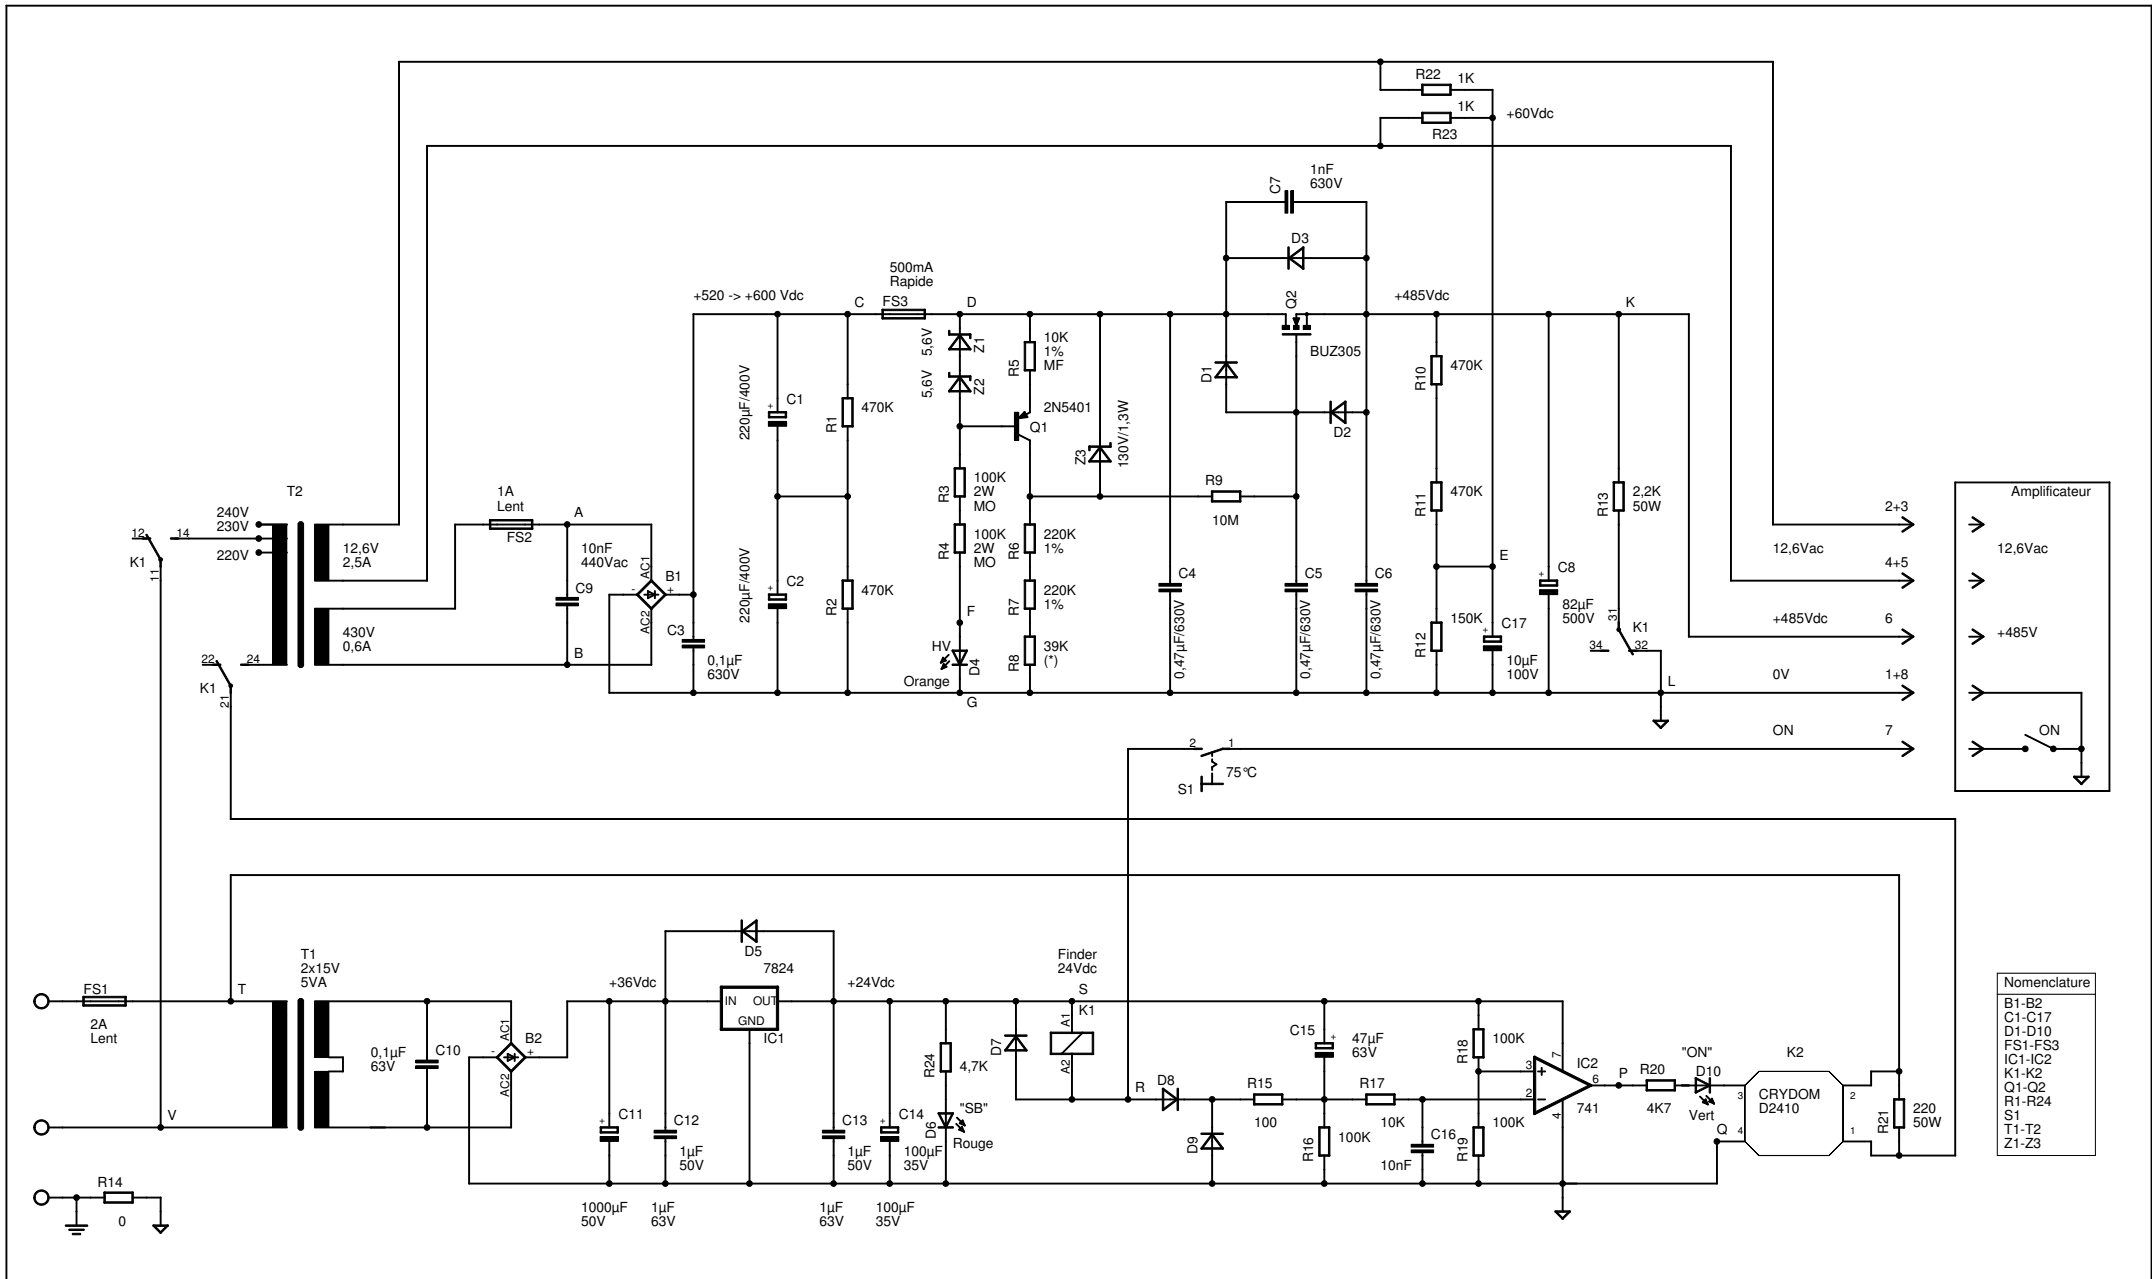 R22
1K
1K
R23
+60Vdc
1nF
630V
C7
D3
500mA
Rapide
+520 -> +600 Vdc
C
FS3
D
Q2
+485Vdc
K
5,6V
Z1
10K
1%
MF
R5
BUZ305
5,6V
Z2
D1
R10
470K
220µF/400V
C1
R1
470K
2N5401
Q1
130V/1,3W
Z3
D2
T2
1A
Lent
R3
100K
2W
MO
R9
10M
R11
470K
R13
2,2K
50W
Amplificateur
240V
230V
220V
12
14
K1
11
12,6V
2,5A
FS2
A
10nF
440Vac
C9
AC1
B1
-
+
AC2
R4
100K
2W
MO
R6
220K
1%
2+3
12,6Vac
12,6Vac
E
4+5
220µF/400V
C2
R2
470K
R7
220K
1%
C4
0,47µF/630V
C5
0,47µF/630V
C6
0,47µF/630V
C8
82µF
500V
31
K1
34
32
+485Vdc
6
+485V
430V
0,6A
B
C3
0,1µF
630V
F
HV
D4
Orange
G
R8
39K
(*)
R12
150K
C17
10µF
100V
22
24
K1
21
L
0V
1+8
ON
7
ON
2
1
75°C
S1
T1
2x15V
5VA
D5
7824
Finder
24Vdc
+36Vdc
+24Vdc
S
K1
FS1
T
2A
Lent
IN
OUT
GND
IC1
A1
A2
D7
0,1µF
63V
C10
AC1
B2
-
+
AC2
R24
4,7K
C15
47µF
63V
R18
100K
7
IC2
3
2
6
4
741
P
R20
4K7
"ON"
D10
Vert
K2
CRYDOM
D2410
3
4
2
1
Q
R21
220
50W
V
R
D8
R15
100
R17
10K
C11
C12
1µF
50V
C13
1µF
50V
C14
100µF
35V
D6
"SB"
Rouge
D9
R16
100K
C16
10nF
R19
100K
R14
0
1000µF
50V
1µF
63V
1µF
63V
100µF
35V
Nomenclature
B1-B2
C1-C17
D1-D10
FS1-FS3
IC1-IC2
K1-K2
Q1-Q2
R1-R24
S1
T1-T2
Z1-Z3